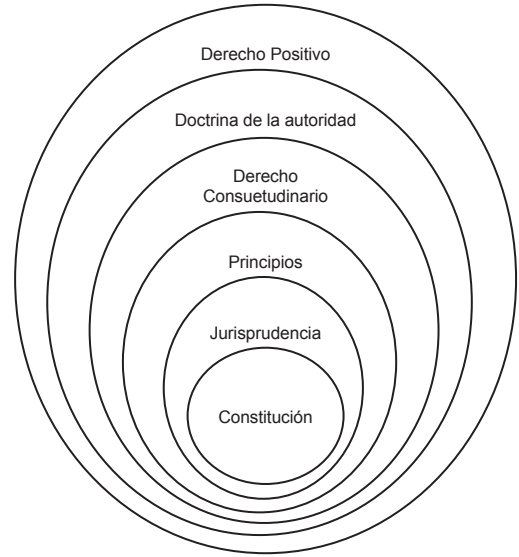 Derecho Positivo
Doctrina de la autoridad
Derecho
Consuetudinario
Principios
Jurisprudencia
Constitución